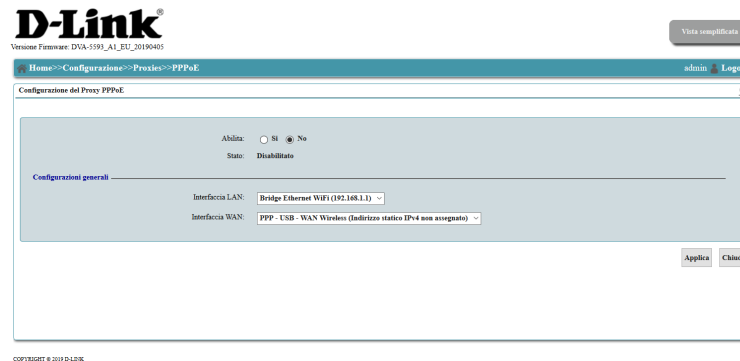 D-Link
Vista semplificata
Versione Firmware: DVA-5593_A1_EU_20190405
Home>>Configurazione>>Proxies>>PPPoE
admin
Configurazione del Proxy PPPoE
Abilita: Sì No
Stato: Disabilitato
Configurazioni generali
Interfaccia LAN: Bridge Ethernet WiFi (192.168.1.1)
Interfaccia WAN: PPP - USB - WAN Wireless (Indirizzo statico IPv4 non assegnato)
Applica
COPYRIGHT © 2019 D-LINK